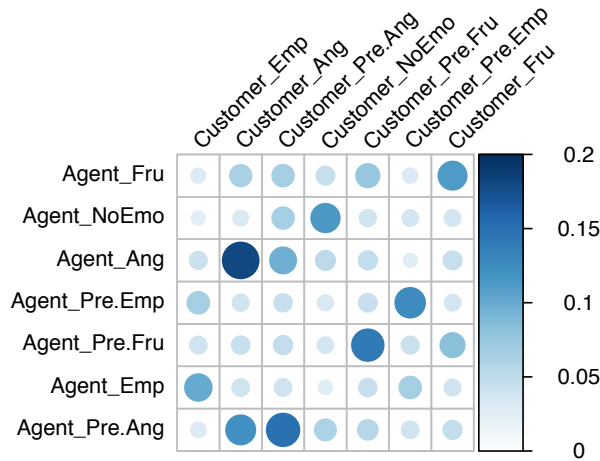 Customer_Emp
Customer_Ang
Customer_Pre.Ang
Customer_NoEmo
Customer_Pre.Fru
Customer_Pre.Emp
Customer_Fru
Agent_Fru
Agent_NoEmo
Agent_Ang
Agent_Pre.Emp
Agent_Pre.Fru
Agent_Emp
Agent_Pre.Ang
0.2
0.15
0.1
0.05
0